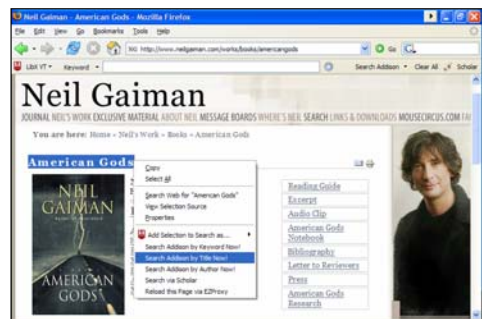 Neil Gaiman - American Gods - Mozilla Firefox
File Edit View Go Bookmarks Tools Help
http://www.neilgaiman.com/works/books/americangods
Go
LibX VT Keyword Search Addison Clear All Scholar
Neil Gaiman
JOURNAL NEIL'S WORK EXCLUSIVE MATERIAL ABOUT NEIL MESSAGE BOARDS WHERE'S NEIL SEARCH LINKS & DOWNLOADS MOUSECIRCUS.COM
You are here: Home » Neil's Work » Books » American Gods
American Gods
Copy
Select All
Search Web for "American Gods"
View Selection Source
Properties
Add Selection to Search as...
Search Addison by Keyword Now!
Search Addison by Title Now!
Search Addison by Author Now!
Search via Scholar
Reload this Page via EZProxy
NEIL
GAIMAN
AMERICAN
GODS
Reading Guide
Excerpt
Audio Clip
American Gods
Notebook
Bibliography
Letter to Reviewers
Press
American Gods
Research